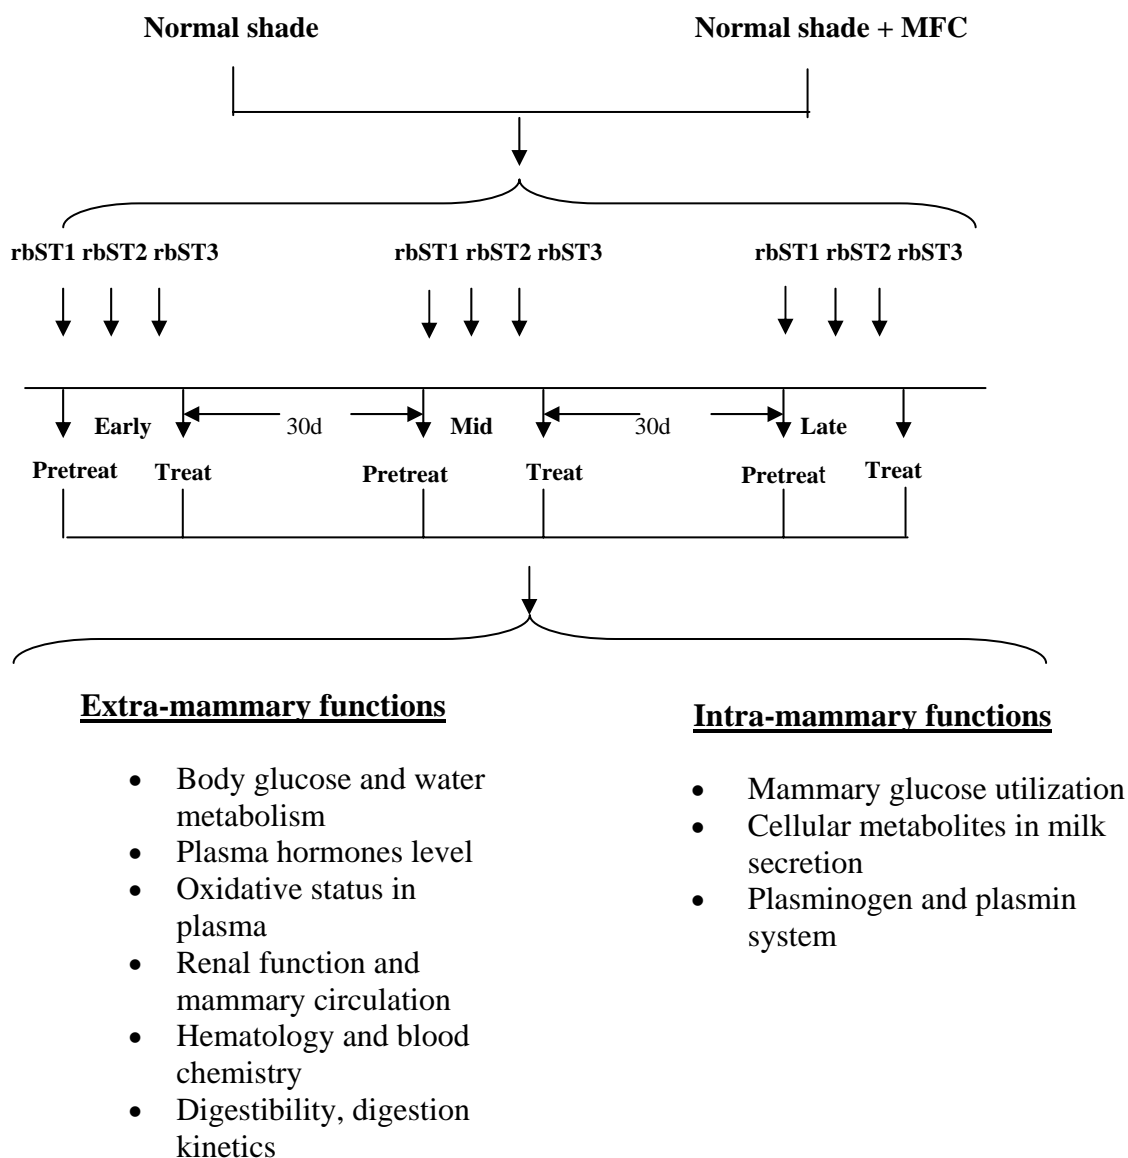 Normal shade Normal shade + MFC
rbST1 rbST2 rbST3 rbST1 rbST2 rbST3 rbST1 rbST2 rbST3
Early 30d Mid 30d Late
Pretreat Treat Pretreat Treat Pretreat Treat
Extra-mammary functions
• Body glucose and water
metabolism
• Plasma hormones level
• Oxidative status in
plasma
• Renal function and
mammary circulation
• Hematology and blood
chemistry
• Digestibility, digestion
kinetics
Intra-mammary functions
• Mammary glucose utilization
• Cellular metabolites in milk
secretion
• Plasminogen and plasmin
system